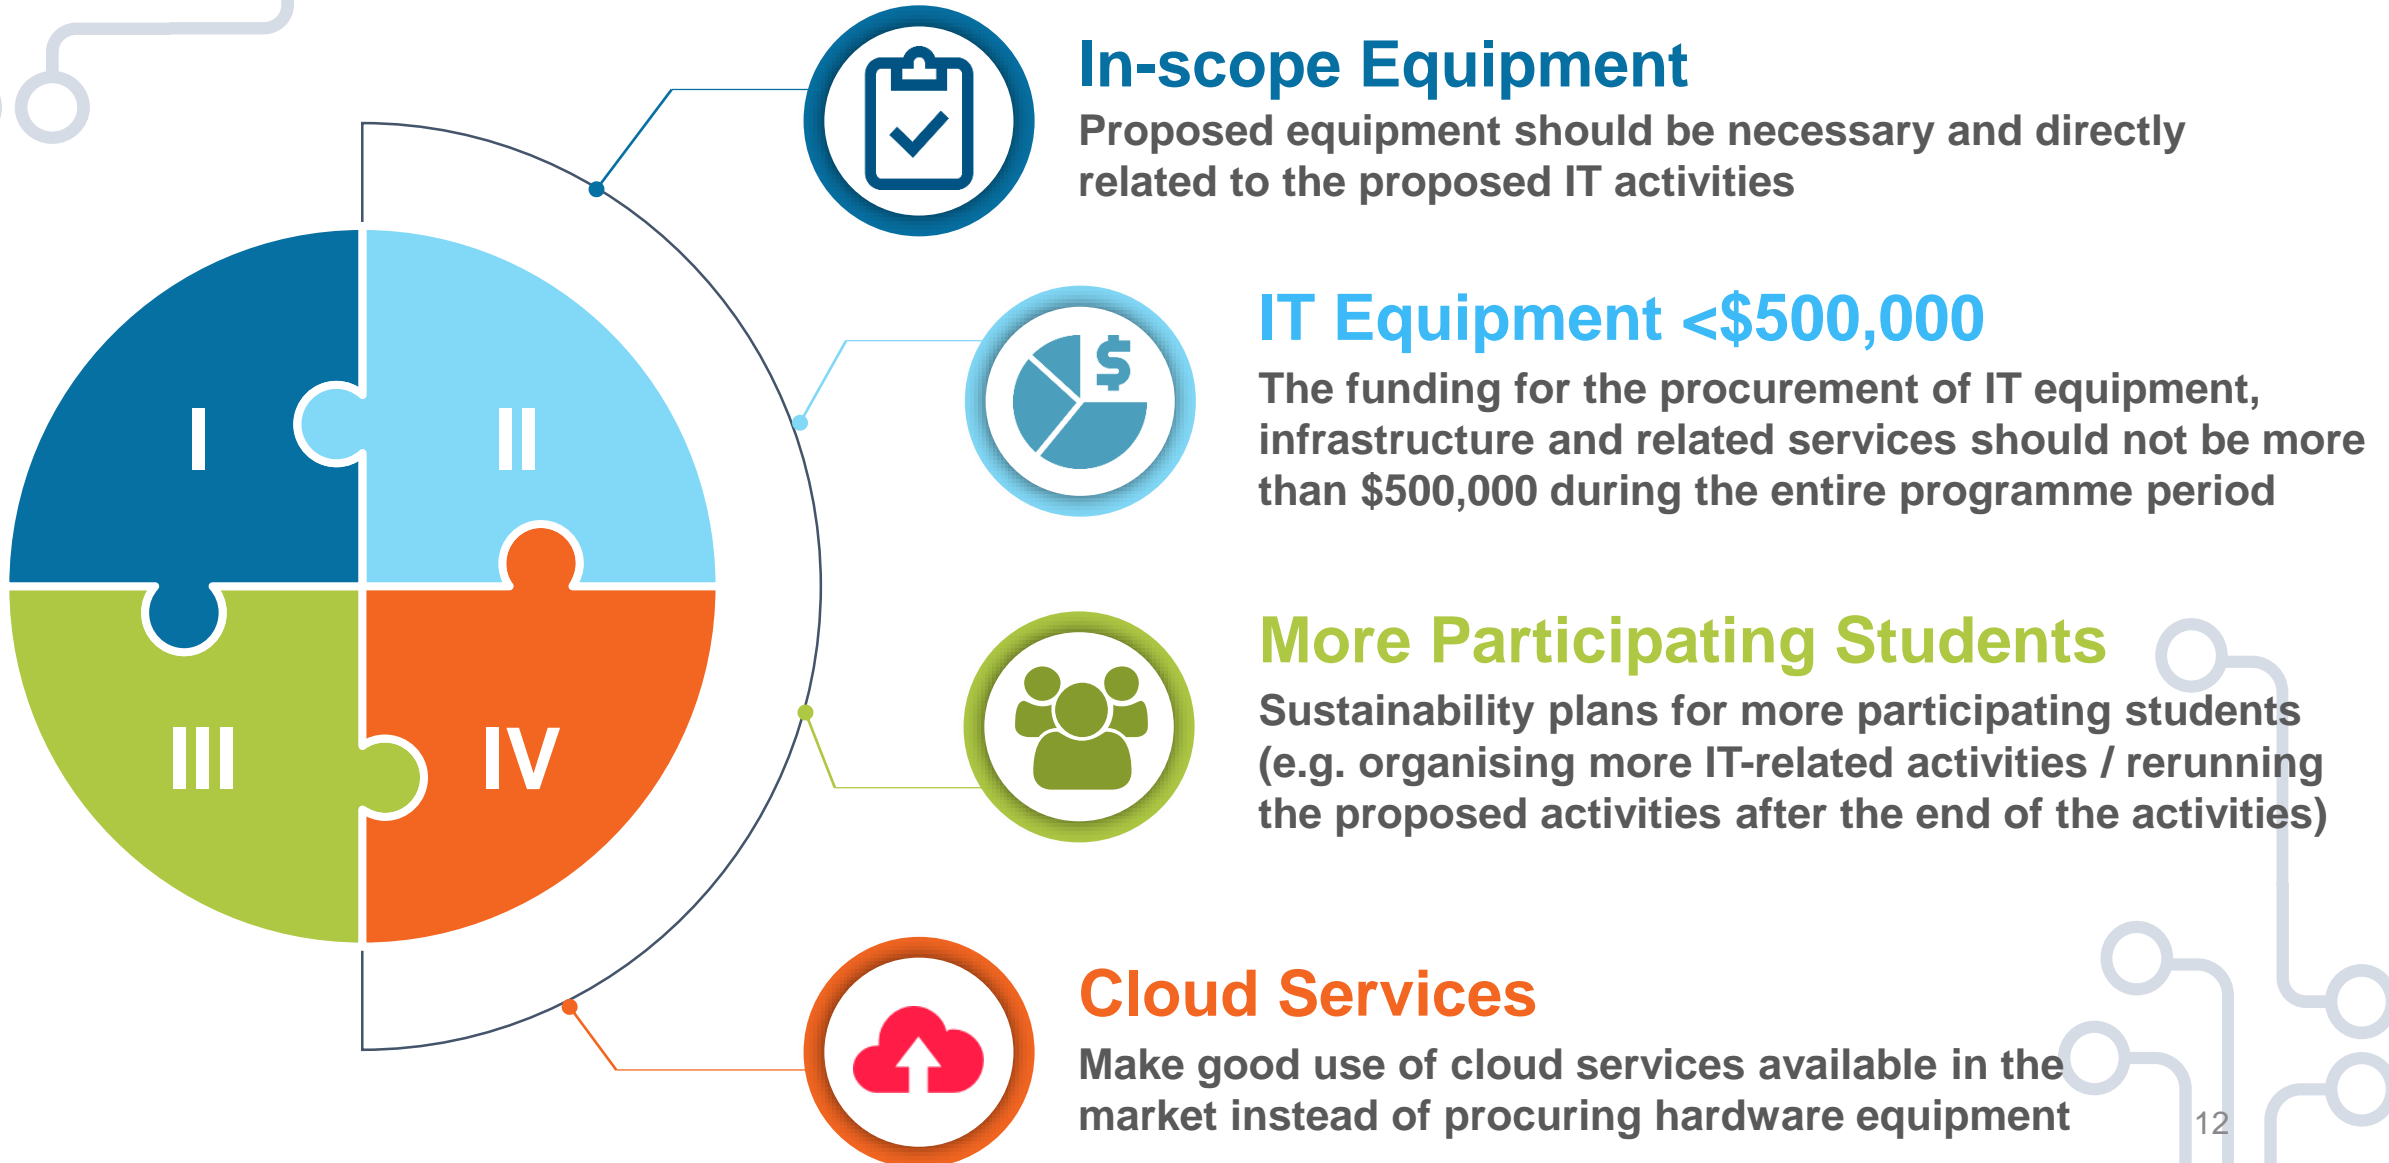 I
II
III
IV
In-scope Equipment
Proposed equipment should be necessary and directly
related to the proposed IT activities
$
IT Equipment <$500,000
The funding for the procurement of IT equipment,
infrastructure and related services should not be more
than $500,000 during the entire programme period
More Participating Students
Sustainability plans for more participating students
(e.g. organising more IT-related activities / rerunning
the proposed activities after the end of the activities)
Cloud Services
Make good use of cloud services available in the
market instead of procuring hardware equipment
12